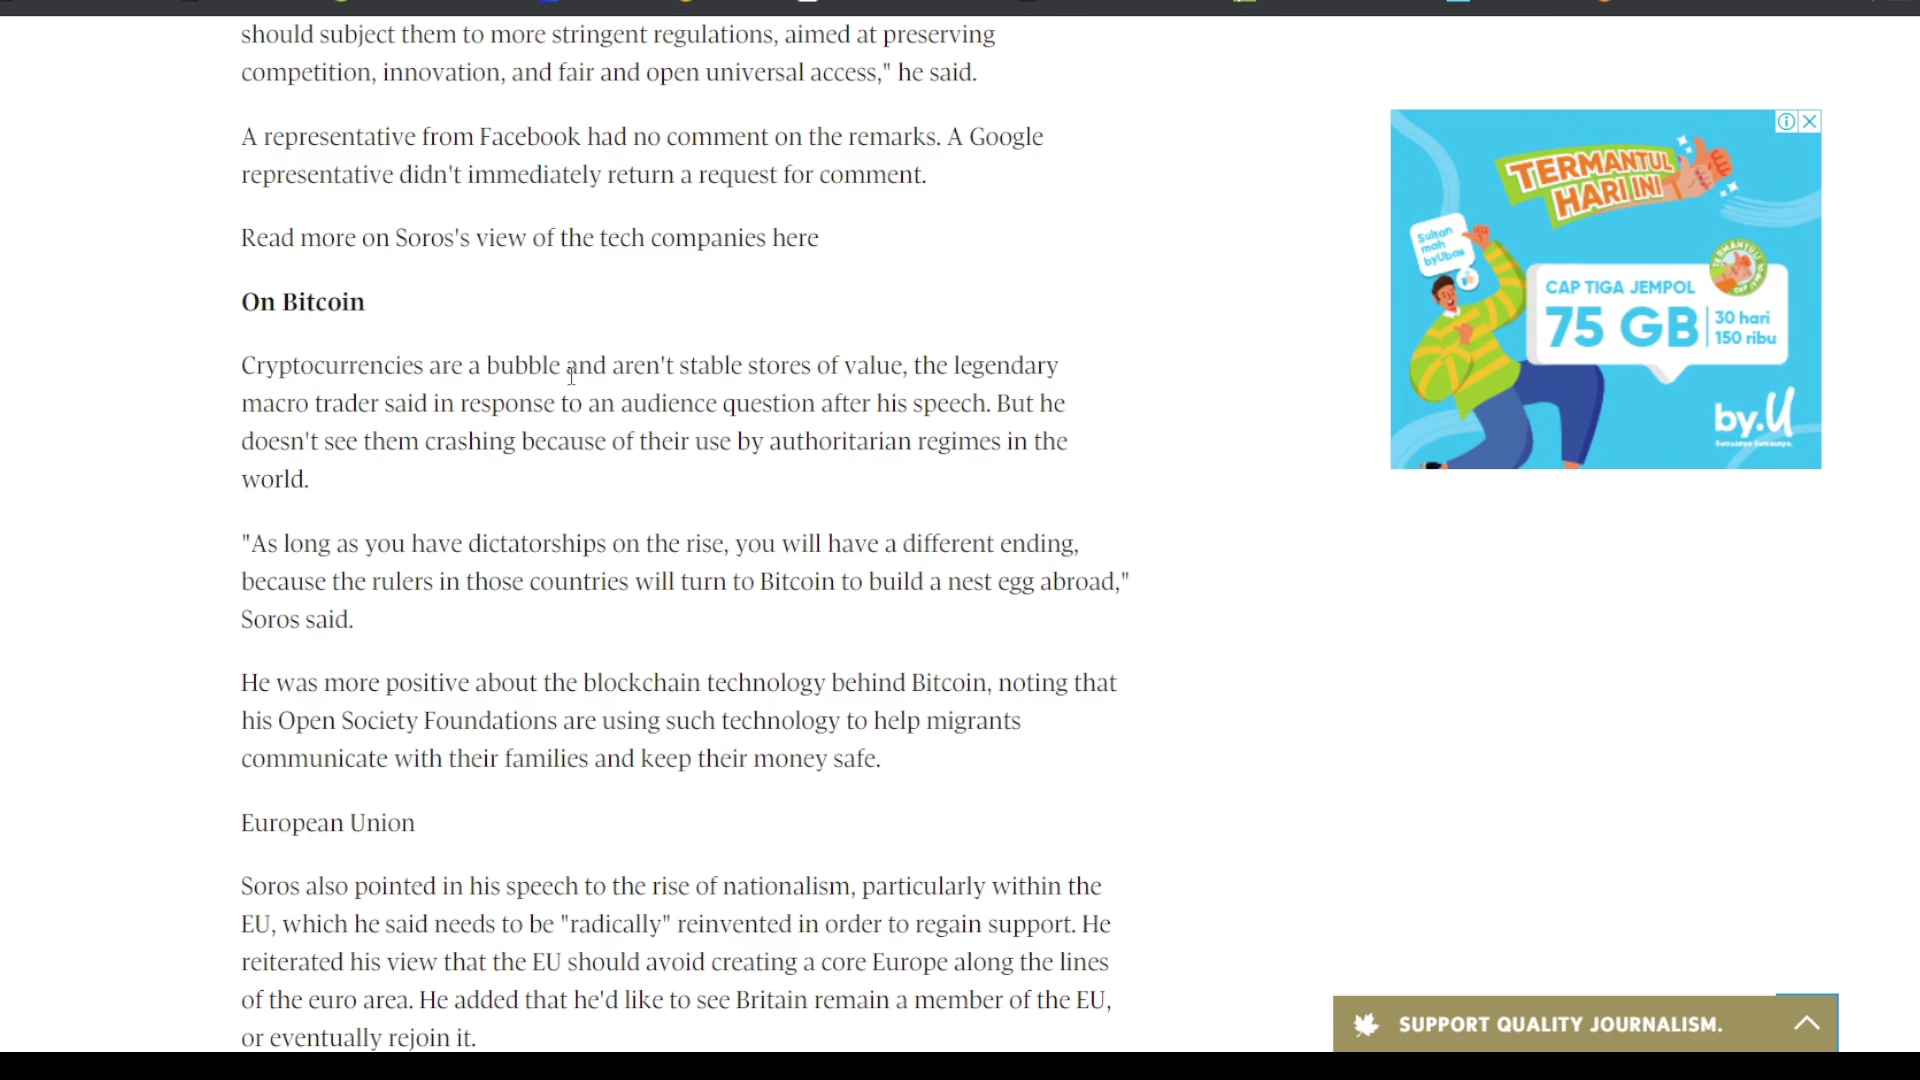 should subject them to more stringent regulations, aimed at preserving
competition, innovation, and fair and open universal access," he said.
A representative from Facebook had no comment on the remarks. A Google
representative didn't immediately return a request for comment.
Read more on Soros's view of the tech companies here
On Bitcoin
Cryptocurrencies are a bubble and aren't stable stores of value, the legendary
macro trader said in response to an audience question after his speech. But he
doesn't see them crashing because of their use by authoritarian regimes in the
world.
"As long as you have dictatorships on the rise, you will have a different ending,
because the rulers in those countries will turn to Bitcoin to build a nest egg abroad,"
Soros said.
He was more positive about the blockchain technology behind Bitcoin, noting that
his Open Society Foundations are using such technology to help migrants
communicate with their families and keep their money safe.
European Union
Soros also pointed in his speech to the rise of nationalism, particularly within the
EU, which he said needs to be "radically" reinvented in order to regain support. He
reiterated his view that the EU should avoid creating a core Europe along the lines
of the euro area. He added that he'd like to see Britain remain a member of the EU,
or eventually rejoin it.
TERMANTUL
HARI INI
Sultan
mah
byUbas
CAP TIGA JEMPOL
75 GB
30 hari
150 ribu
by.U
SUPPORT QUALITY JOURNALISM.